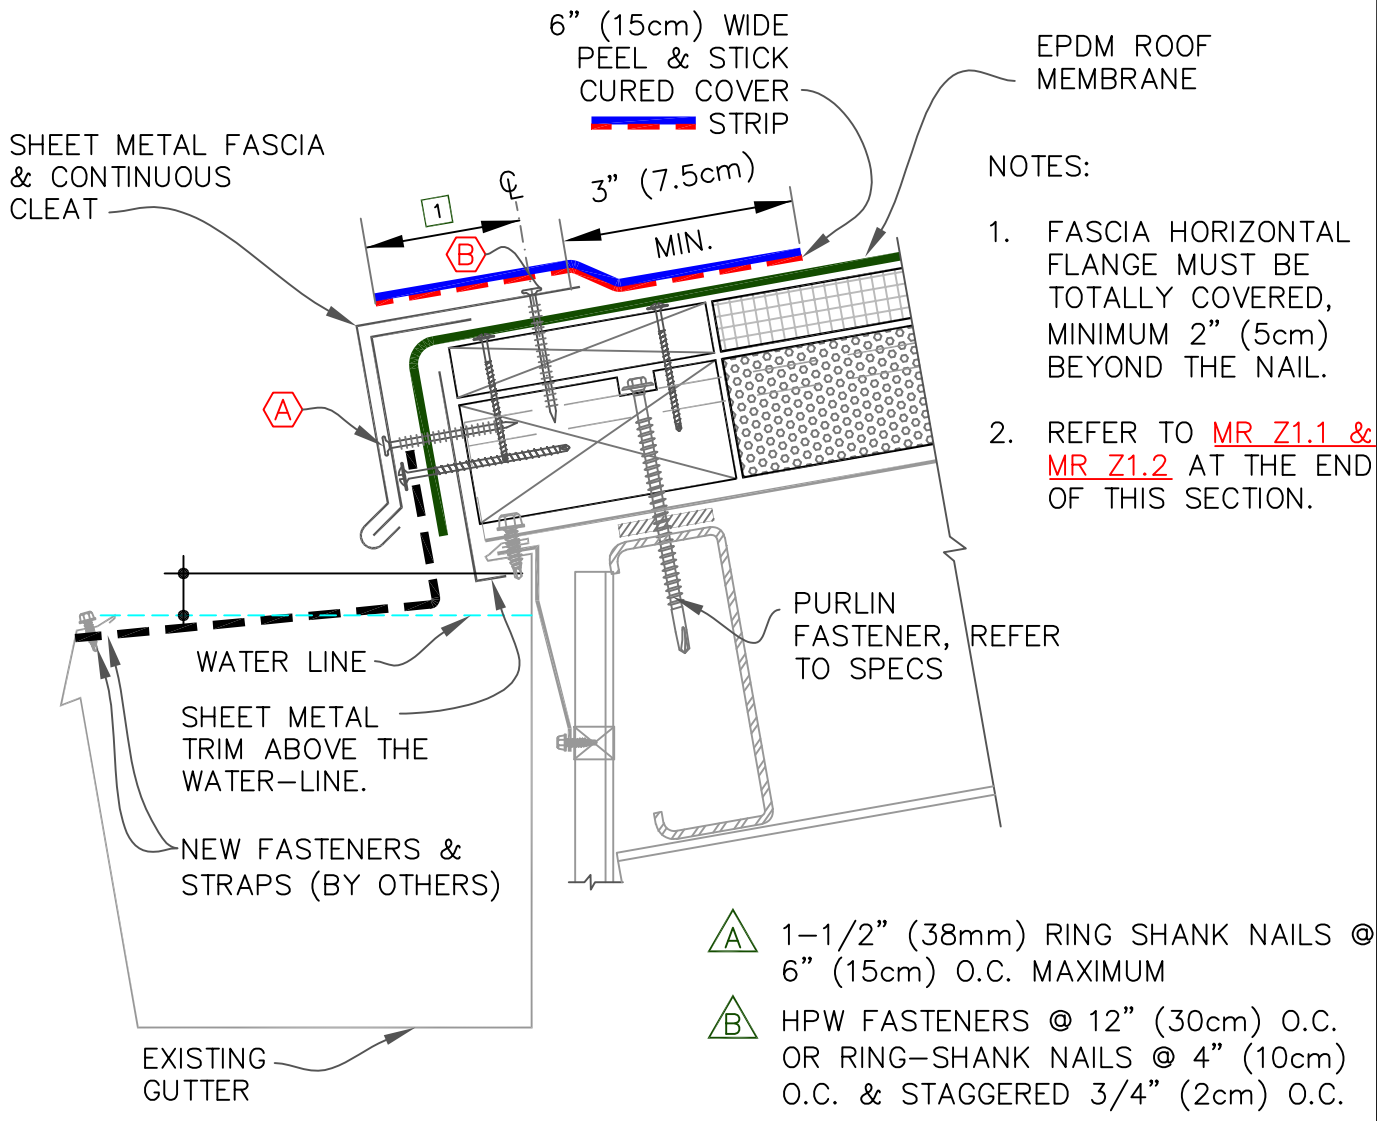 6” (15cm) WIDE
PEEL & STICK
CURED COVER
STRIP
EPDM ROOF
MEMBRANE
SHEET METAL FASCIA
& CONTINUOUS
CLEAT
1
℄
3” (7.5cm)
MIN.
B
A
NOTES:
1. FASCIA HORIZONTAL
FLANGE MUST BE
TOTALLY COVERED,
MINIMUM 2” (5cm)
BEYOND THE NAIL.
2. REFER TO MR Z1.1 &
MR Z1.2 AT THE END
OF THIS SECTION.
PURLIN
FASTENER, REFER
TO SPECS
WATER LINE
SHEET METAL
TRIM ABOVE THE
WATER–LINE.
NEW FASTENERS &
STRAPS (BY OTHERS)
EXISTING
GUTTER
A 1–1/2” (38mm) RING SHANK NAILS @
6” (15cm) O.C. MAXIMUM
B HPW FASTENERS @ 12” (30cm) O.C.
OR RING–SHANK NAILS @ 4” (10cm)
O.C. & STAGGERED 3/4” (2cm) O.C.